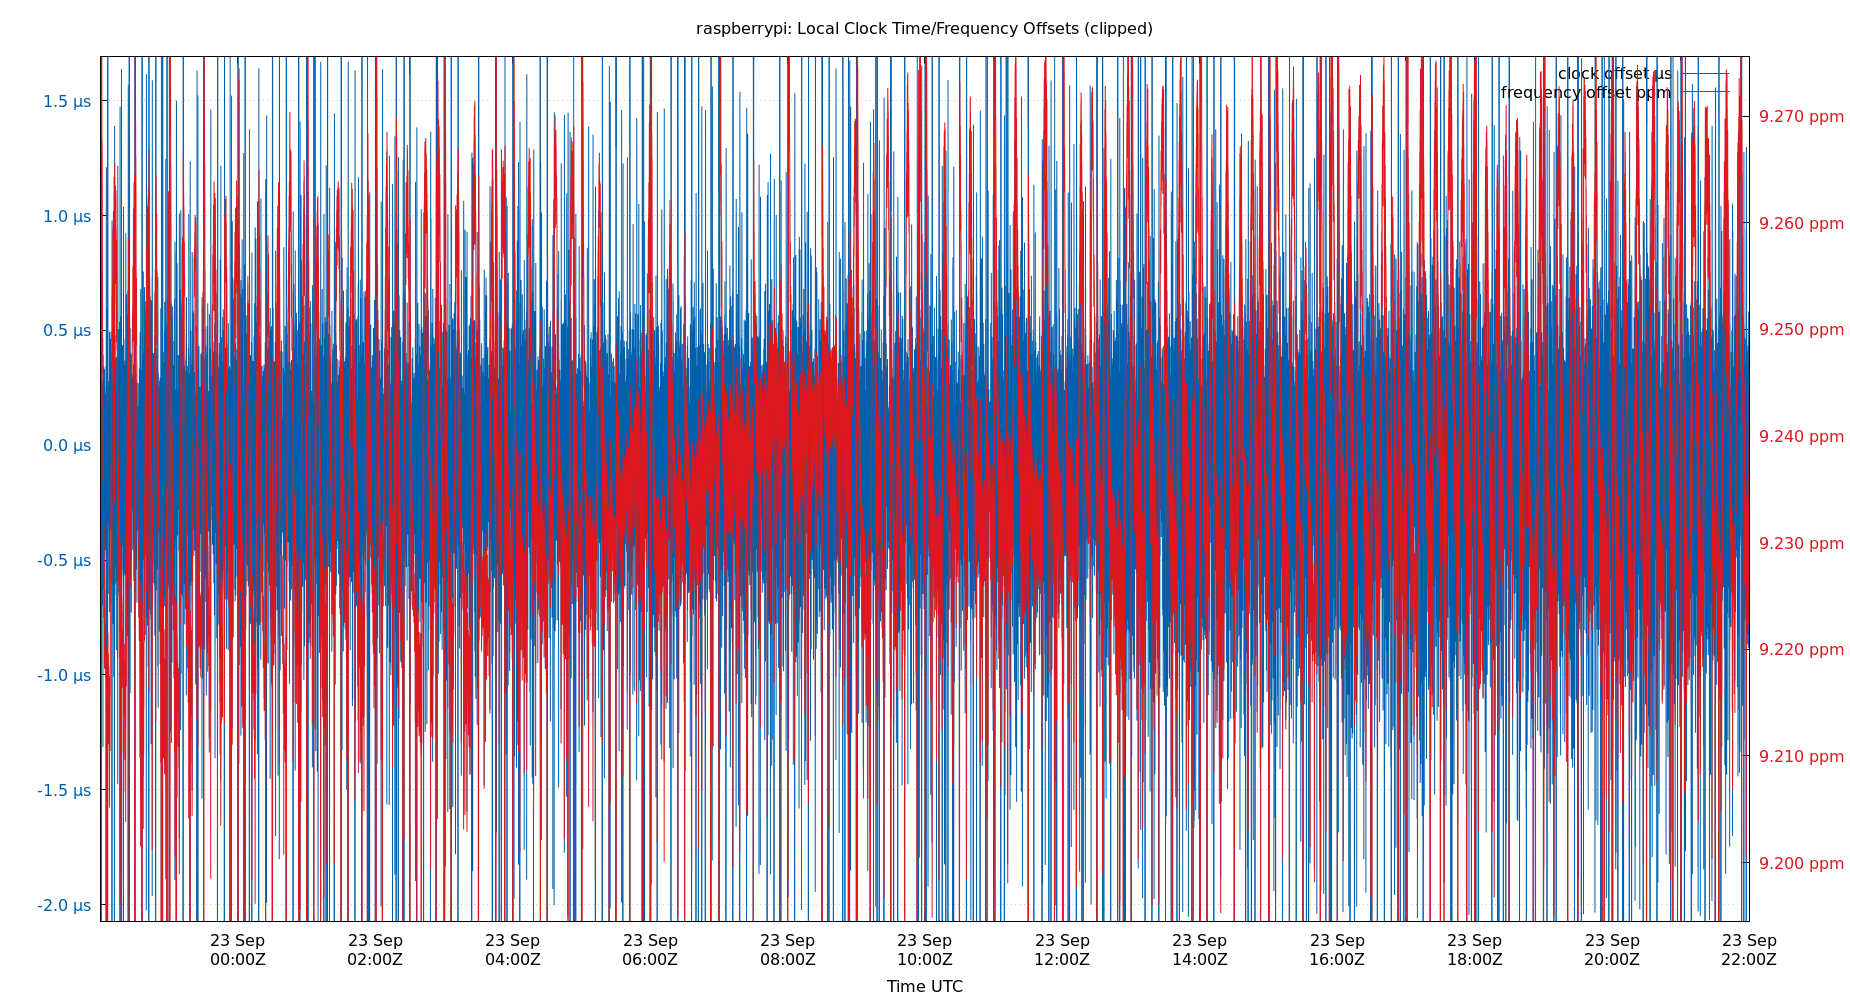 raspberrypi: Local Clock Time/Frequency Offsets (clipped)
clock offset µs
frequency offset ppm
1.5 µs
1.0 µs
0.5 µs
0.0 µs
-0.5 µs
-1.0 µs
-1.5 µs
-2.0 µs
9.270 ppm
9.260 ppm
9.250 ppm
9.240 ppm
9.230 ppm
9.220 ppm
9.210 ppm
9.200 ppm
23 Sep 23 Sep 23 Sep 23 Sep 23 Sep 23 Sep 23 Sep 23 Sep 23 Sep 23 Sep 23 Sep 23 Sep
00:00Z 02:00Z 04:00Z 06:00Z 08:00Z 10:00Z 12:00Z 14:00Z 16:00Z 18:00Z 20:00Z 22:00Z
Time UTC